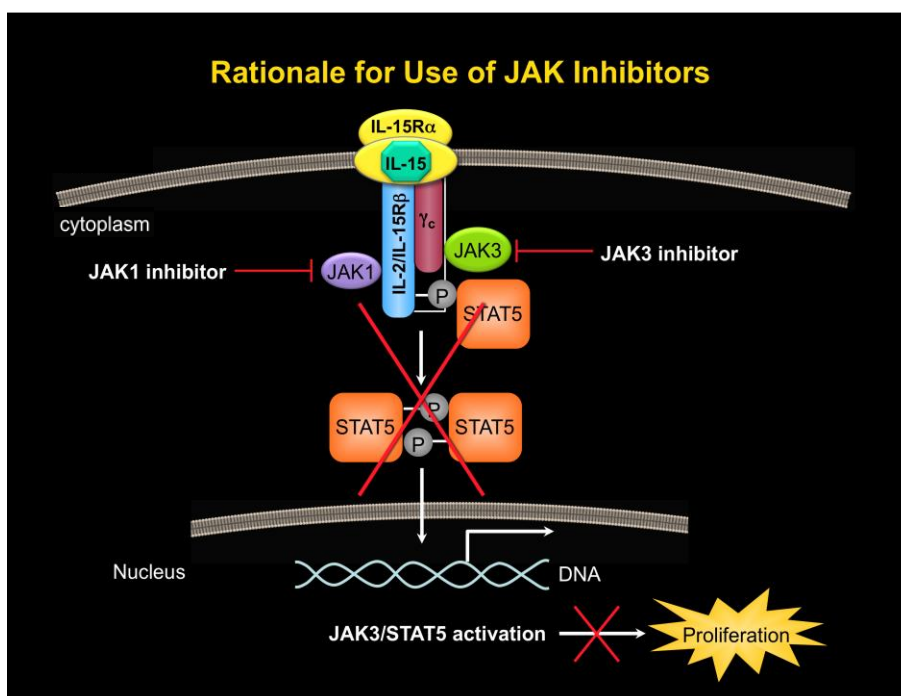 Rationale for Use of JAK Inhibitors
IL-15Rα
IL-15
cytoplasm
IL-2/IL-15Rβ
γc
JAK1 inhibitor
JAK1
JAK3
JAK3 inhibitor
P
STAT5
STAT5
P
P
STAT5
Nucleus
DNA
JAK3/STAT5 activation
Proliferation